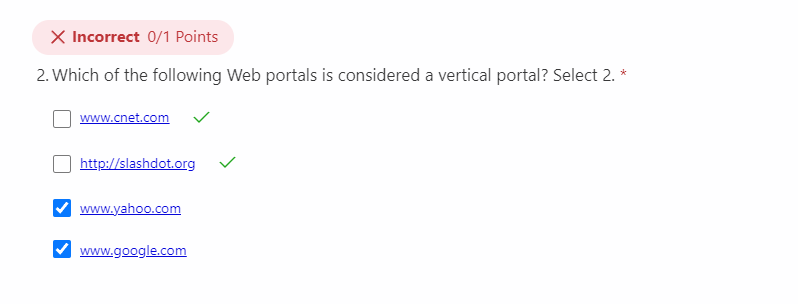 Incorrect 0/1 Points
2. Which of the following Web portals is considered a vertical portal? Select 2. *
www.cnet.com
http://slashdot.org
www.yahoo.com
www.google.com